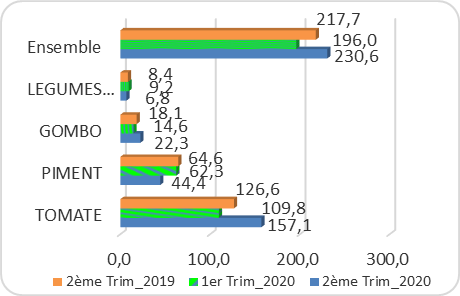 Ensemble
217,7
196,0
230,6
LEGUMES...
8,4
9,2
6,8
GOMBO
18,1
14,6
22,3
PIMENT
64,6
62,3
44,4
TOMATE
126,6
109,8
157,1
0,0 100,0 200,0 300,0
2ème Trim_2019 1er Trim_2020 2ème Trim_2020